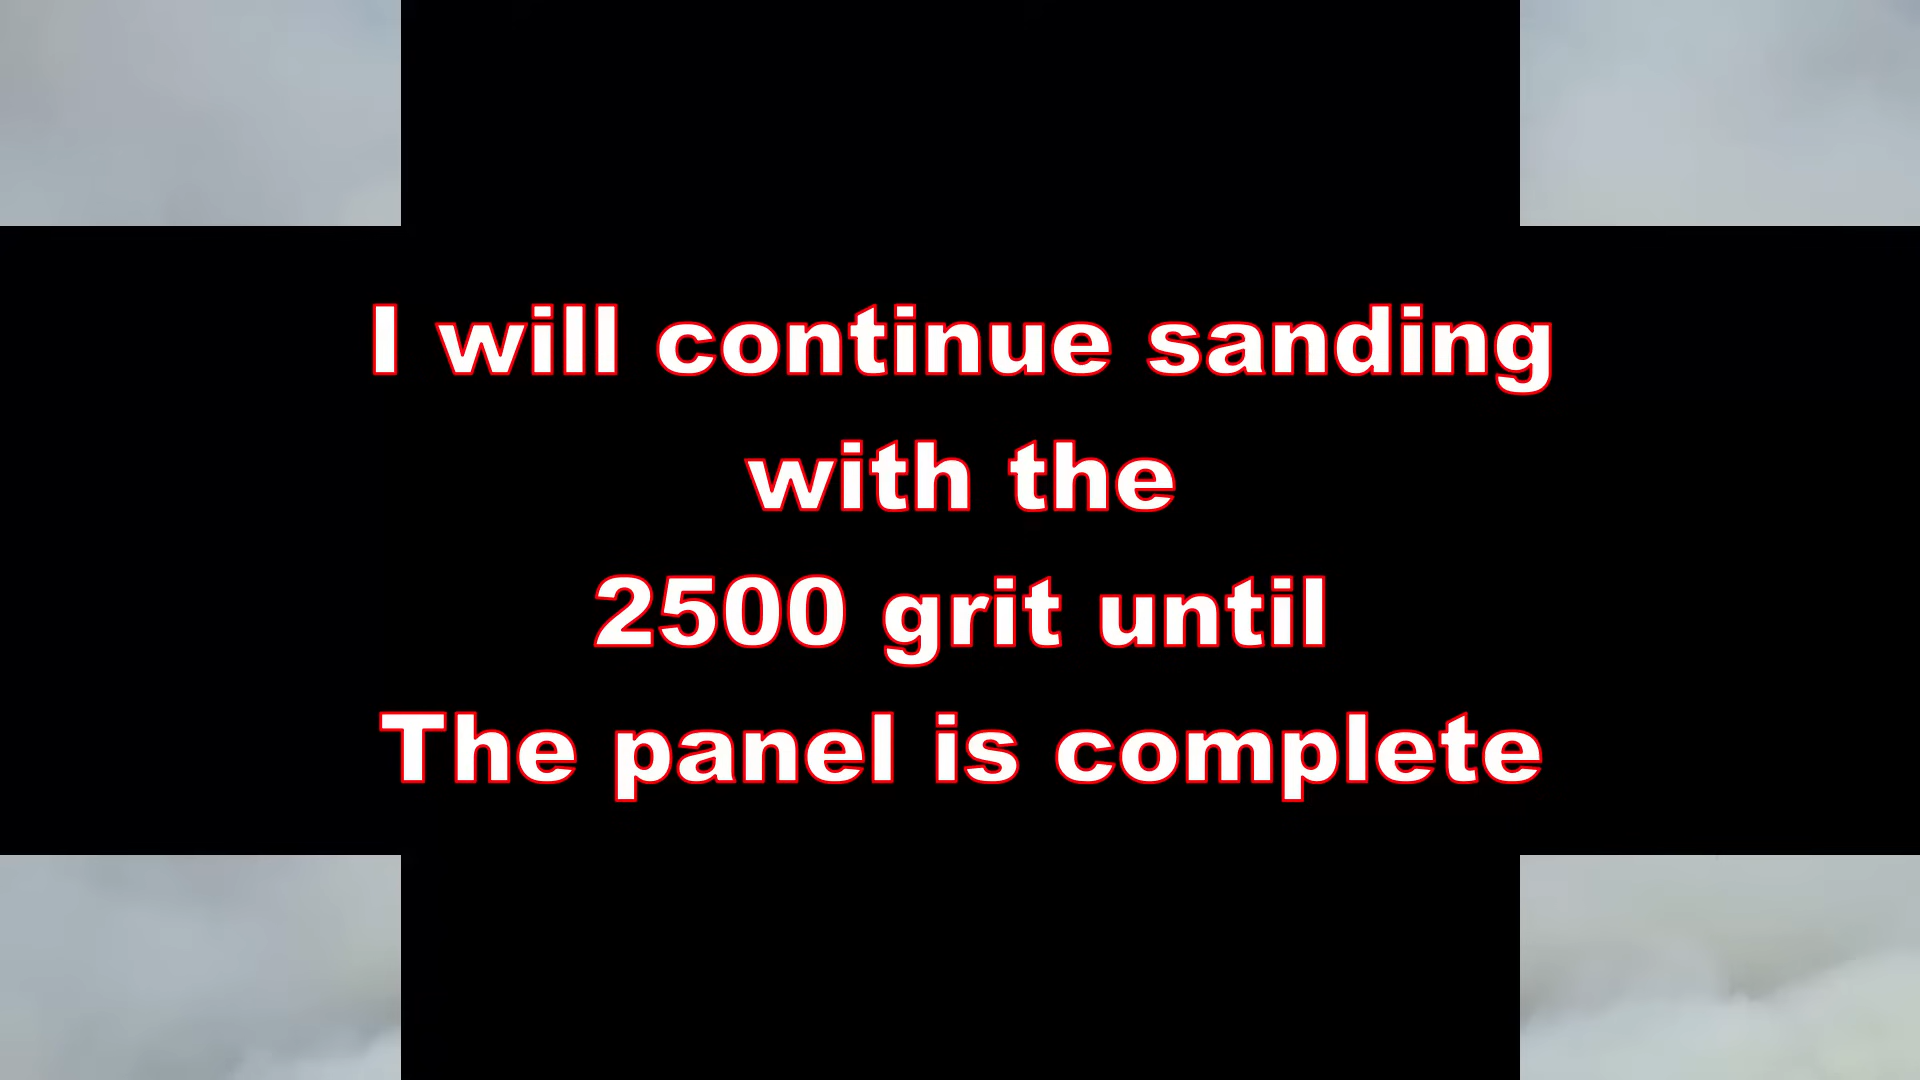 I will continue sanding
with the
2500 grit until
The panel is complete